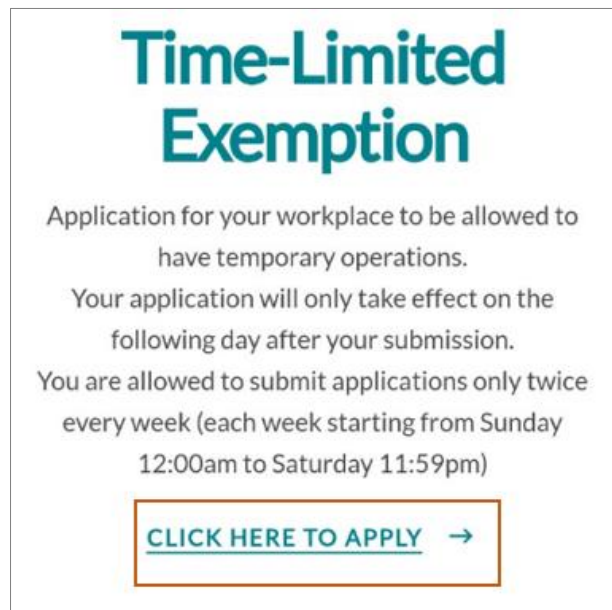 Time-Limited
Exemption
Application for your workplace to be allowed to
have temporary operations.
Your application will only take effect on the
following day after your submission.
You are allowed to submit applications only twice
every week (each week starting from Sunday
12:00am to Saturday 11:59pm)
CLICK HERE TO APPLY →